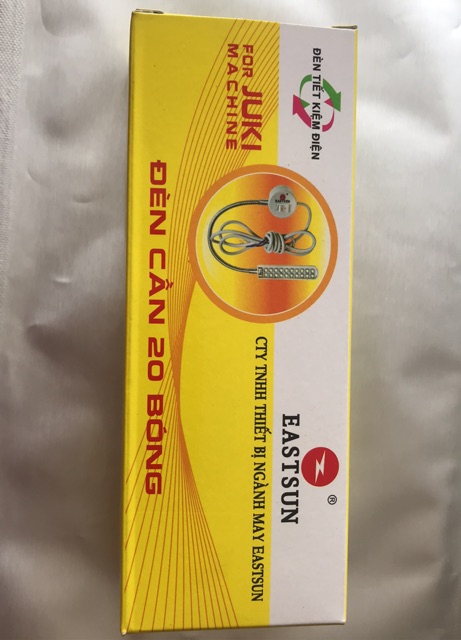 ĐÈN TIẾT KIỆM ĐIỆN
FOR JUKI
MACHINE
EASTSUN ®
CTY TNHH THIẾT BỊ NGÀNH MAY EASTSUN
ĐÈN CẦN 20 BÓNG